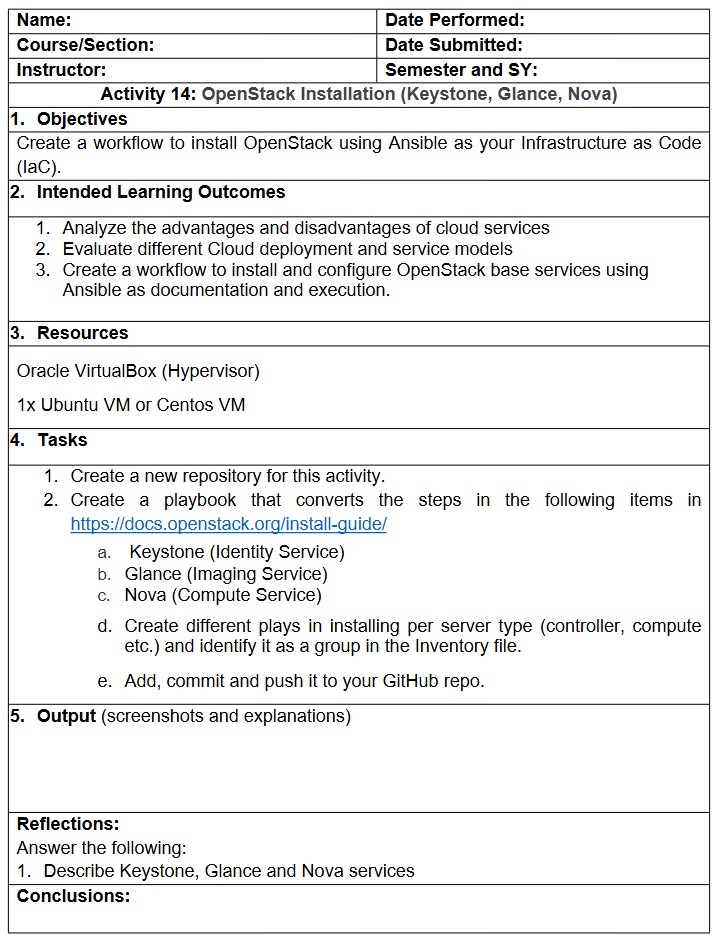 Name: Date Performed:
Course/Section: Date Submitted:
Instructor: Semester and SY:
Activity 14: OpenStack Installation (Keystone, Glance, Nova)
1. Objectives
Create a workflow to install OpenStack using Ansible as your Infrastructure as Code
(IaC).
2. Intended Learning Outcomes
1. Analyze the advantages and disadvantages of cloud services
2. Evaluate different Cloud deployment and service models
3. Create a workflow to install and configure OpenStack base services using
Ansible as documentation and execution.
3. Resources
Oracle VirtualBox (Hypervisor)
1x Ubuntu VM or Centos VM
4. Tasks
1. Create a new repository for this activity.
2. Create a playbook that converts the steps in the following items in
https://docs.openstack.org/install-guide/
a. Keystone (Identity Service)
b. Glance (Imaging Service)
c. Nova (Compute Service)
d. Create different plays in installing per server type (controller, compute
etc.) and identify it as a group in the Inventory file.
e. Add, commit and push it to your GitHub repo.
5. Output (screenshots and explanations)
Reflections:
Answer the following:
1. Describe Keystone, Glance and Nova services
Conclusions: